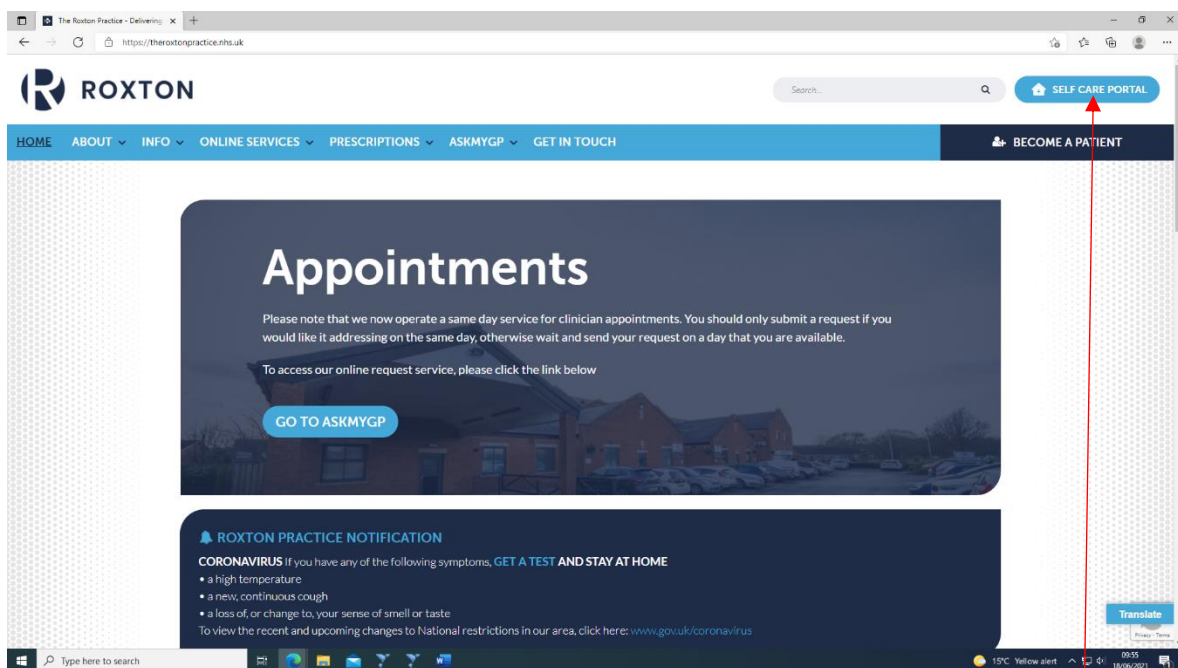 The Roxton Practice - Delivering
https://theroxtonpractice.nhs.uk
R ROXTON
Search...
SELF CARE PORTAL
HOME ABOUT INFO ONLINE SERVICES PRESCRIPTIONS ASKMYGP GET IN TOUCH
BECOME A PATIENT
Appointments
Please note that we now operate a same day service for clinician appointments. You should only submit a request if you
would like it addressing on the same day, otherwise wait and send your request on a day that you are available.
To access our online request service, please click the link below
GO TO ASKMYGP
ROXTON PRACTICE NOTIFICATION
CORONAVIRUS If you have any of the following symptoms, GET A TEST AND STAY AT HOME
• a high temperature
• a new, continuous cough
• a loss of, or change to, your sense of smell or taste
To view the recent and upcoming changes to National restrictions in our area, click here: www.gov.uk/coronavirus
Translate
Privacy - Terms
Type here to search
15°C Yellow alert
09:55
18/06/2021